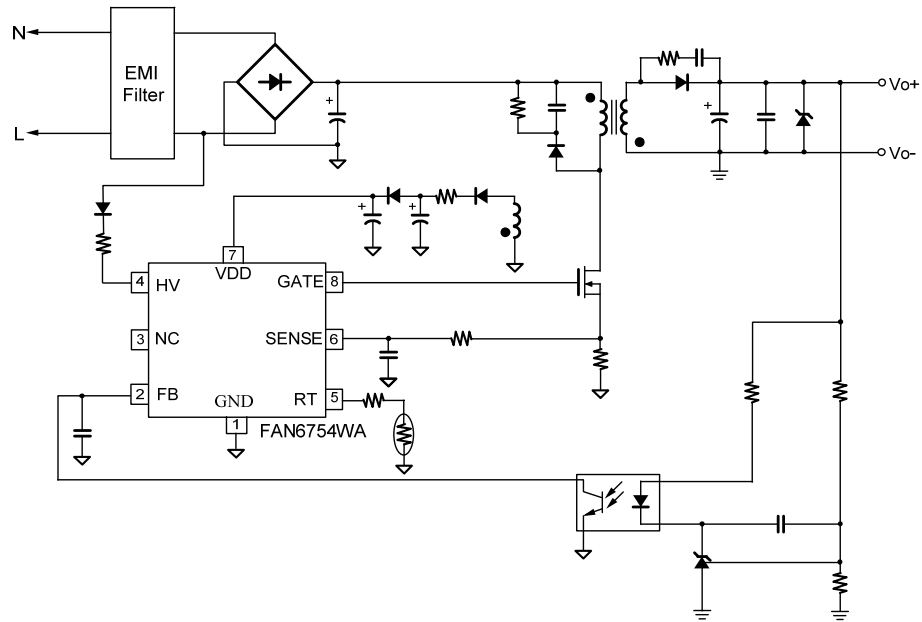 N
EMI
Filter
L
+
+
Vo+
Vo-
+
+
7
VDD
4
HV
GATE
8
3
NC
SENSE
6
2
FB
GND
RT
5
1
FAN6754WA